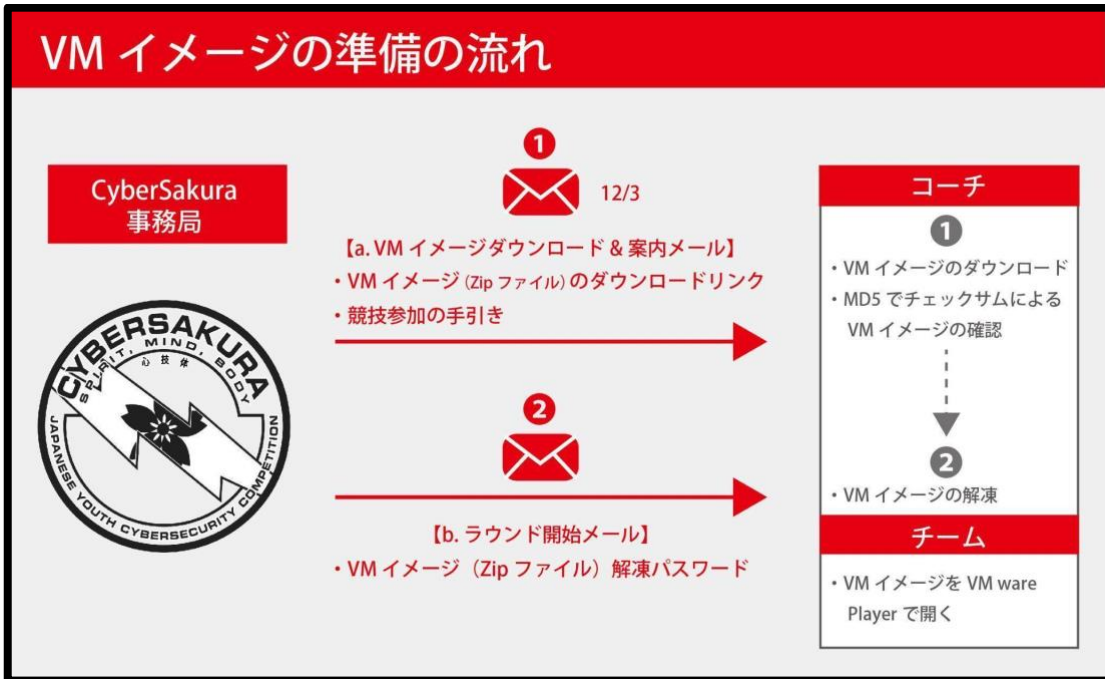 VM イメージの準備の流れ
CyberSakura
事務局
CYBERSAKURA
SPIRIT, MIND, BODY
心 技 体
JAPANESE YOUTH CYBERSECURITY COMPETITION
1
12/3
【a. VM イメージダウンロード & 案内メール】
・VM イメージ (Zip ファイル) のダウンロードリンク
・競技参加の手引き
2
【b. ラウンド開始メール】
・VM イメージ（Zip ファイル）解凍パスワード
コーチ
1
・VM イメージのダウンロード
・MD5 でチェックサムによる
VM イメージの確認
2
・VM イメージの解凍
チーム
・VM イメージを VM ware
Player で開く